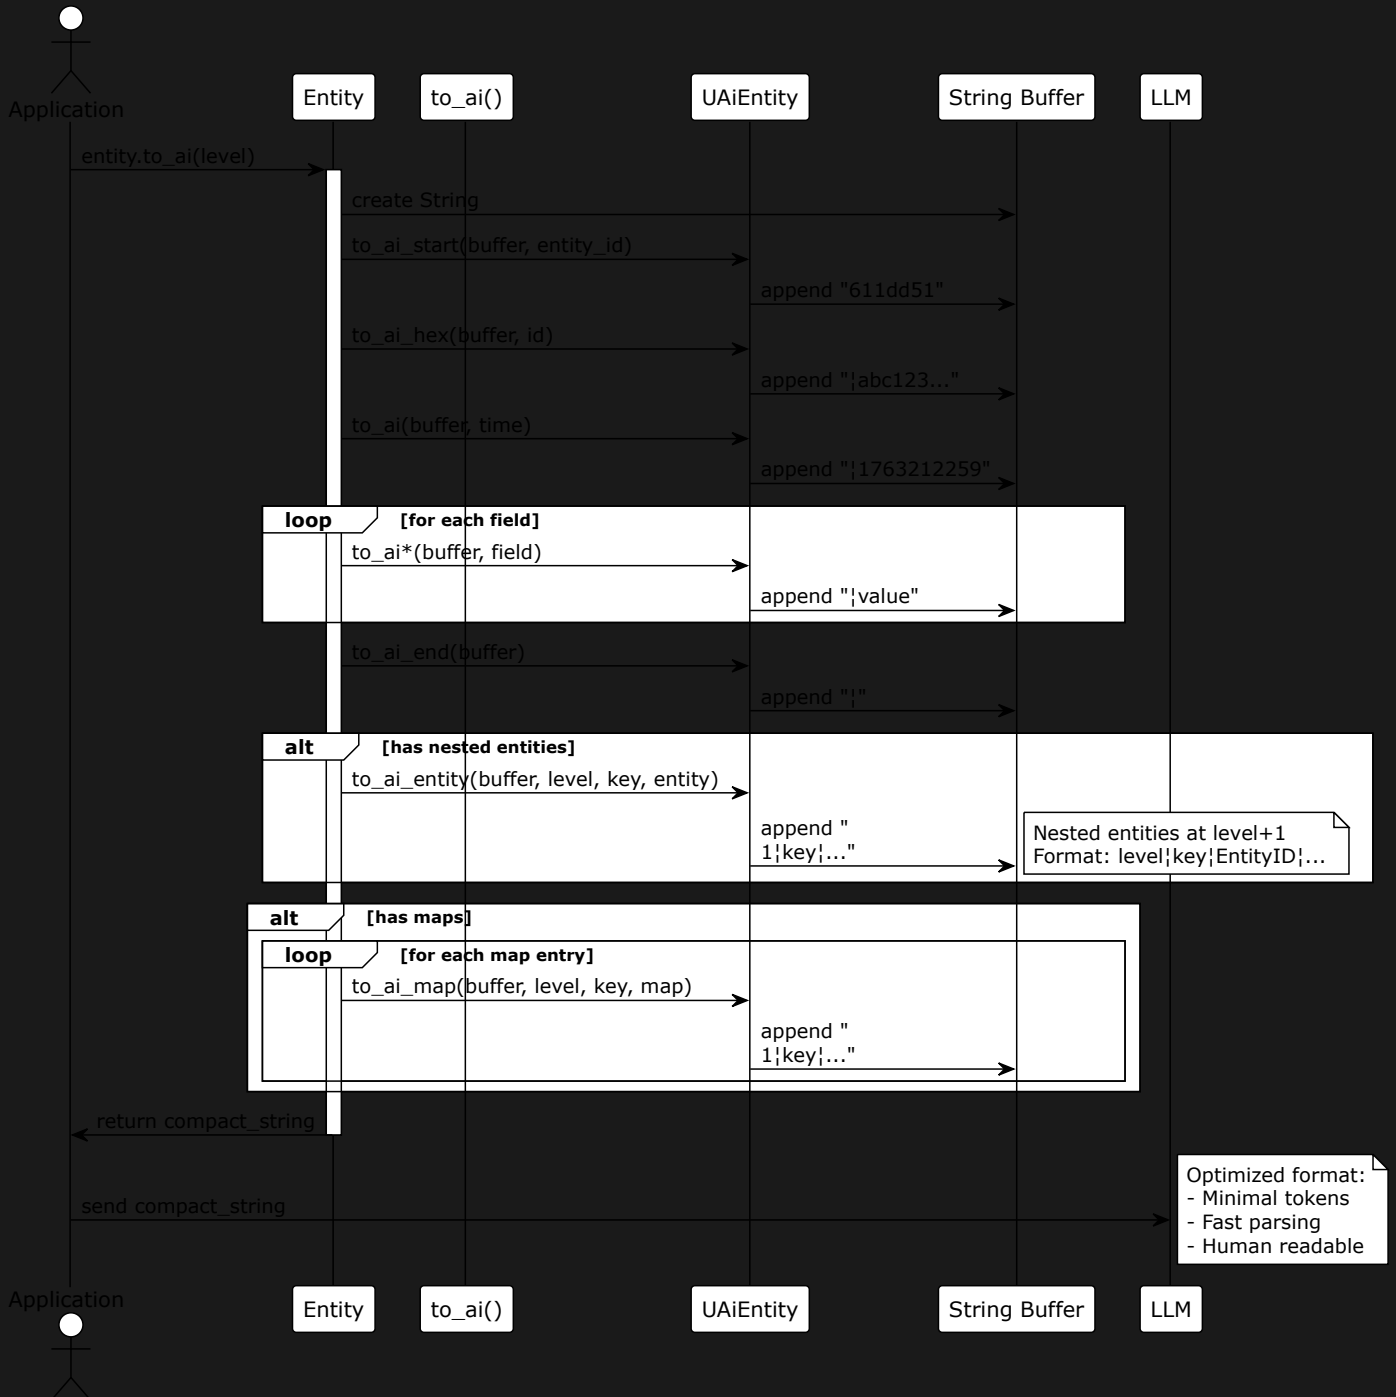 Application
Entity
to_ai()
UAiEntity
String Buffer
LLM
entity.to_ai(level)
create String
to_ai_start(buffer, entity_id)
append "611dd51"
to_ai_hex(buffer, id)
append "¦abc123..."
to_ai(buffer, time)
append "¦1763212259"
loop
[for each field]
to_ai*(buffer, field)
append "¦value"
to_ai_end(buffer)
append "¦"
alt
[has nested entities]
to_ai_entity(buffer, level, key, entity)
append "
1¦key¦..."
Nested entities at level+1
Format: level¦key¦EntityID¦...
alt
[has maps]
loop
[for each map entry]
to_ai_map(buffer, level, key, map)
append "
1¦key¦..."
return compact_string
Optimized format:
- Minimal tokens
- Fast parsing
- Human readable
send compact_string
Application
Entity
to_ai()
UAiEntity
String Buffer
LLM